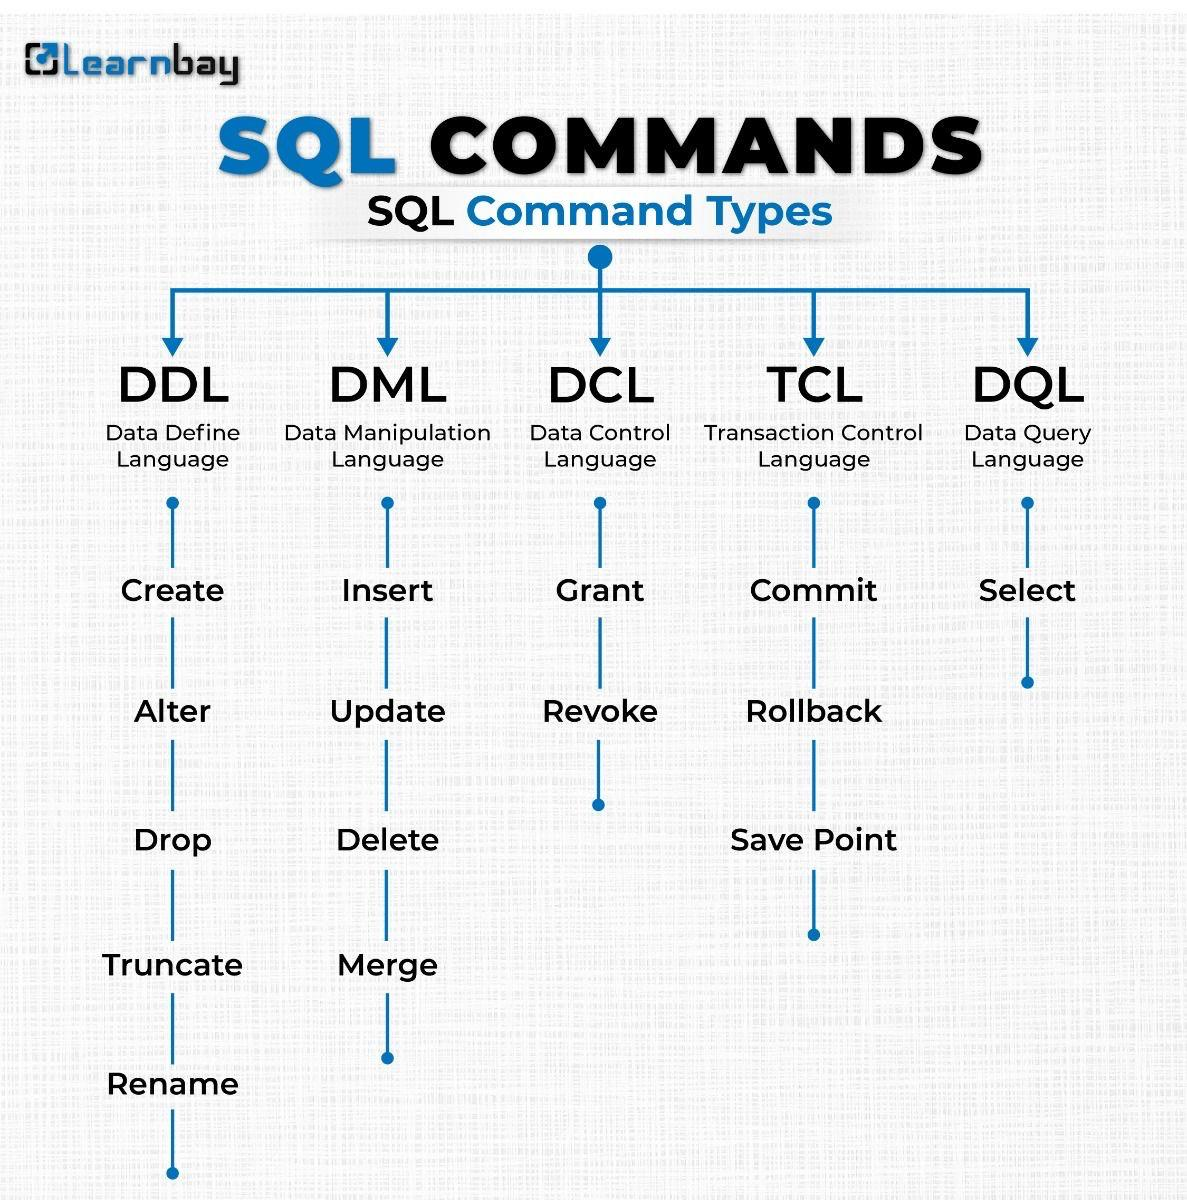 Learnbay
SQL COMMANDS
SQL Command Types
DDL
Data Define
Language
Create
Alter
Drop
Truncate
Rename
DML
Data Manipulation
Language
Insert
Update
Delete
Merge
DCL
Data Control
Language
Grant
Revoke
TCL
Transaction Control
Language
Commit
Rollback
Save Point
DQL
Data Query
Language
Select